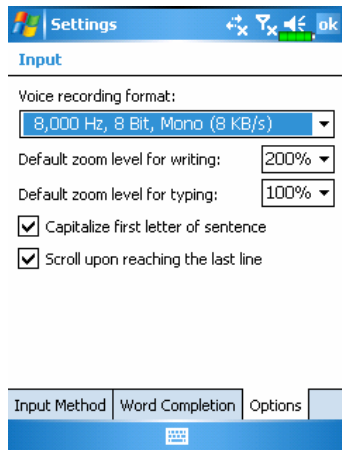 Settings ok
Input
Voice recording format:
8,000 Hz, 8 Bit, Mono (8 KB/s)
Default zoom level for writing: 200%
Default zoom level for typing: 100%
Capitalize first letter of sentence
Scroll upon reaching the last line
Input Method Word Completion Options